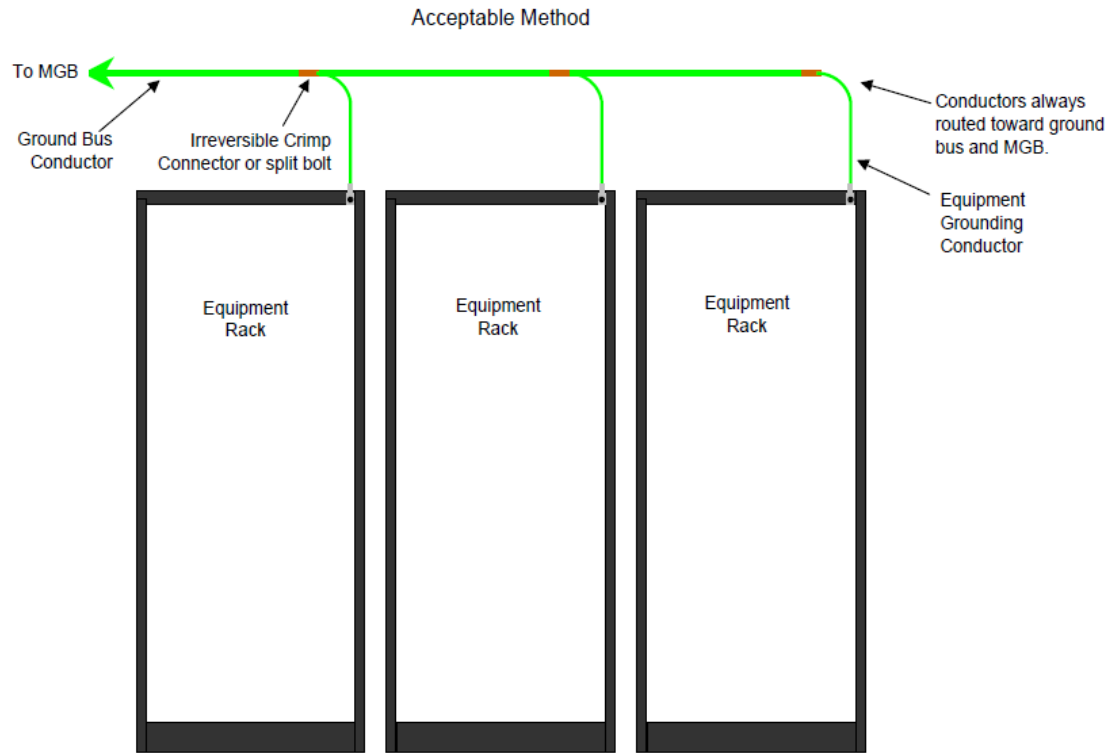 Acceptable Method
To MGB
Ground Bus
Conductor
Irreversible Crimp
Connector or split bolt
Conductors always
routed toward ground
bus and MGB.
Equipment
Grounding
Conductor
Equipment
Rack
Equipment
Rack
Equipment
Rack